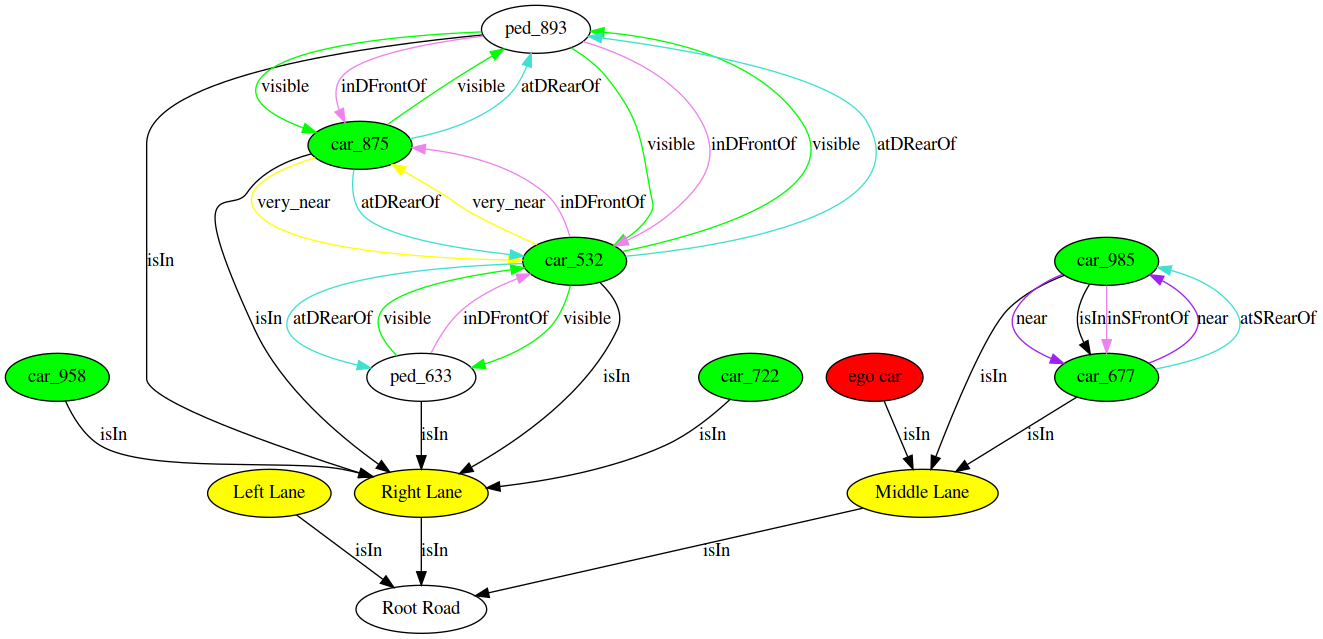 ped_893
visible
inDFrontOf
visible
atDRearOf
car_875
visible
inDFrontOf
visible
atDRearOf
very_near
atDRearOf
very_near
inDFrontOf
isIn
car_532
car_985
isIn
atDRearOf
visible
inDFrontOf
visible
near
isIn
inSFrontOf
near
atSRearOf
car_958
ped_633
isIn
car_722
ego car
isIn
car_677
isIn
isIn
isIn
isIn
isIn
Left Lane
Right Lane
Middle Lane
isIn
isIn
isIn
Root Road